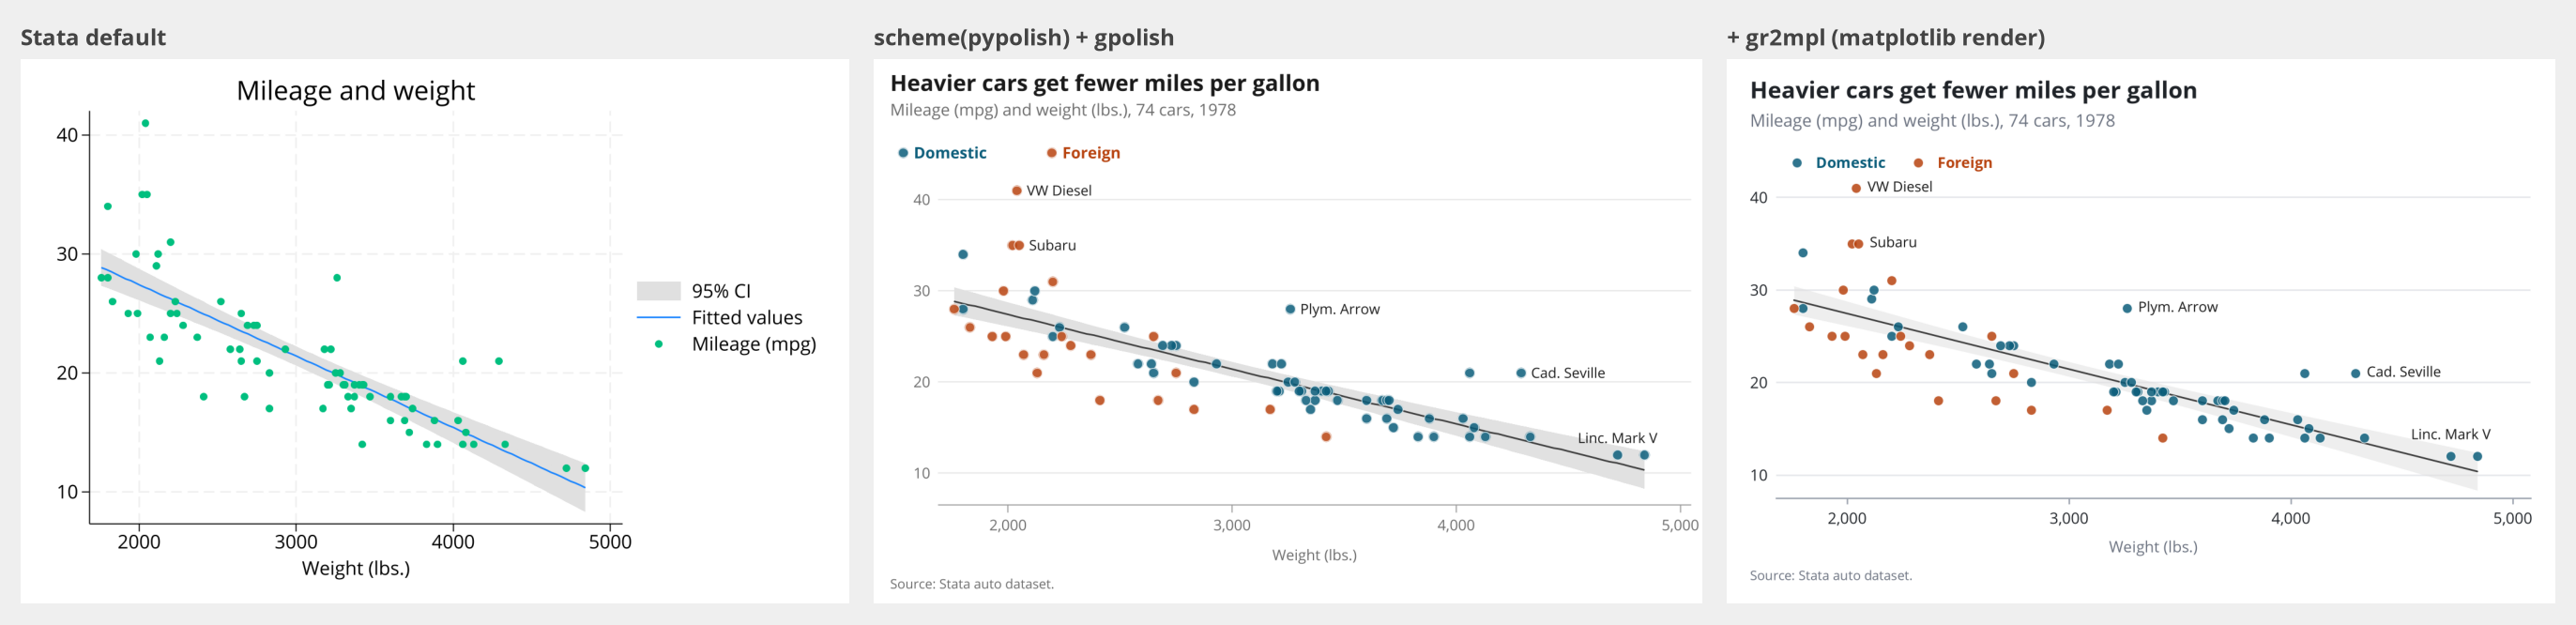 Stata default
Mileage and weight
40
30
20
10
2000 3000 4000 5000
Weight (lbs.)
95% CI
Fitted values
Mileage (mpg)
scheme(pypolish) + gpolish
Heavier cars get fewer miles per gallon
Mileage (mpg) and weight (lbs.), 74 cars, 1978
Domestic Foreign
VW Diesel
40
Subaru
30
Plym. Arrow
20
Cad. Seville
Linc. Mark V
10
2,000 3,000 4,000 5,000
Weight (lbs.)
Source: Stata auto dataset.
+ gr2mpl (matplotlib render)
Heavier cars get fewer miles per gallon
Mileage (mpg) and weight (lbs.), 74 cars, 1978
Domestic Foreign
VW Diesel
40
Subaru
30
Plym. Arrow
Cad. Seville
20
Linc. Mark V
10
2,000 3,000 4,000 5,000
Weight (lbs.)
Source: Stata auto dataset.